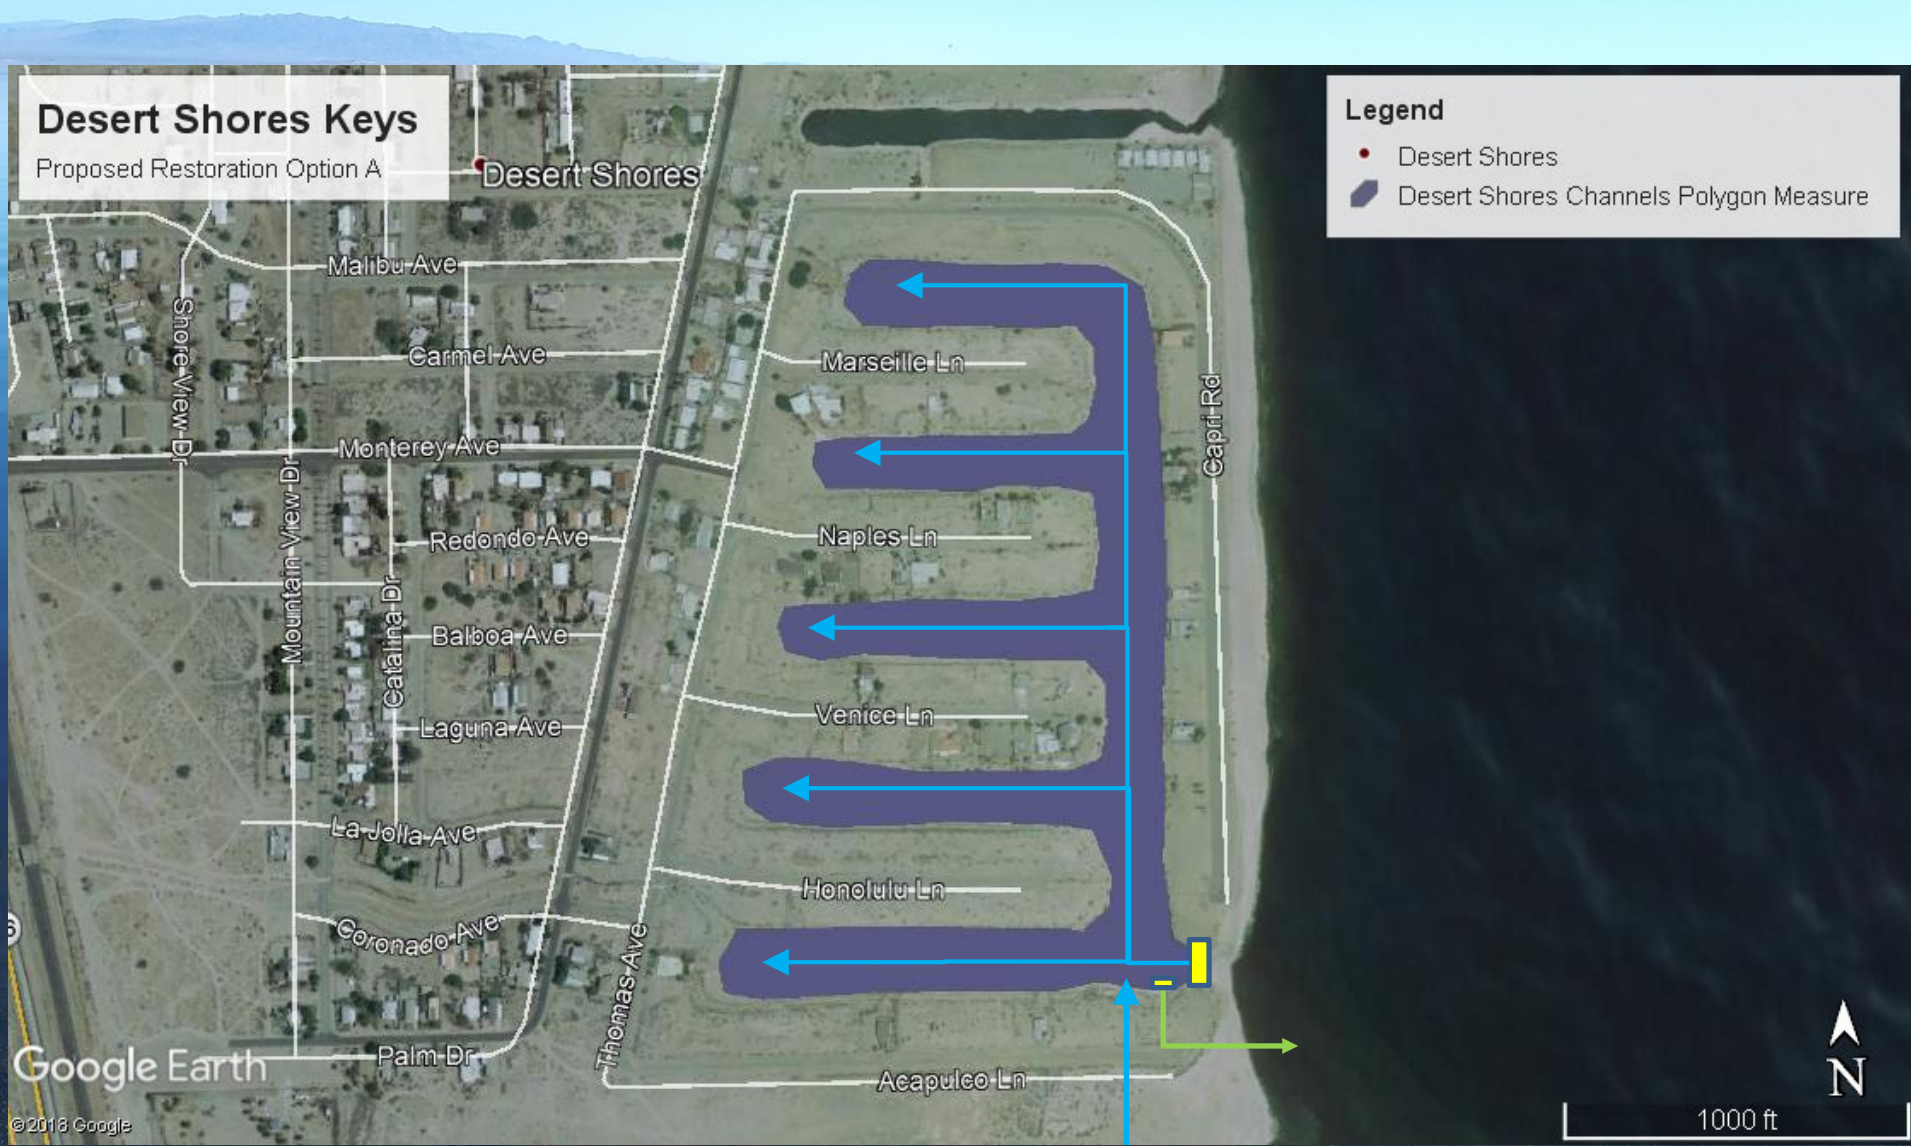 Desert Shores Keys
Proposed Restoration Option A
Legend
Desert Shores
Desert Shores Channels Polygon Measure
Desert Shores
Malibu Ave
Shore View Dr
Carmel Ave
Marseille Ln
Capri Rd
Monterey Ave
Mountain View Dr
Redondo Ave
Naples Ln
Catalina Dr
Balboa Ave
Laguna Ave
Venice Ln
La Jolla Ave
Honolulu Ln
Coronado Ave
Thomas Ave
Palm Dr
Acapulco Ln
Google Earth
©2018 Google
N
1000 ft